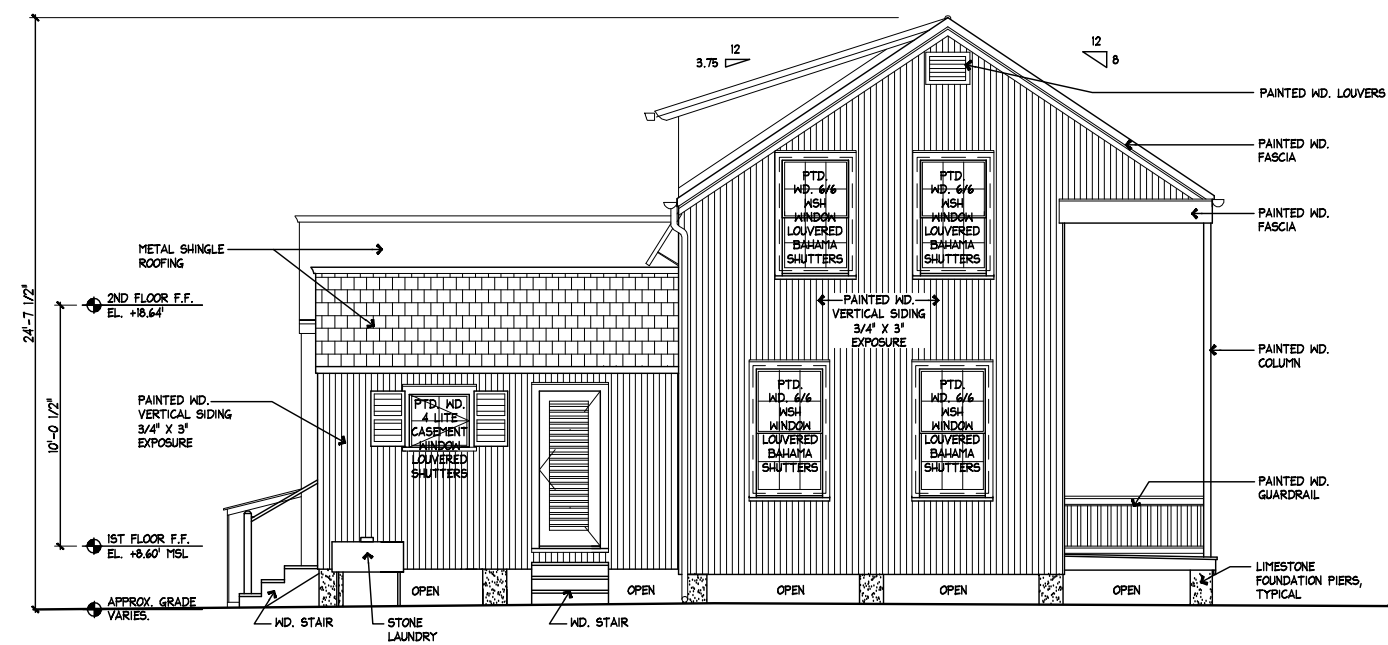 12
3.75
12
8
PAINTED WD. LOUVERS
PAINTED WD.
FASCIA
PAINTED WD.
FASCIA
PTD.
WD. 6/6
WSH
WINDOW
LOUVERED
BAHAMA
SHUTTERS
PTD.
WD. 6/6
WSH
WINDOW
LOUVERED
BAHAMA
SHUTTERS
METAL SHINGLE
ROOFING
24'-7 1/2"
2ND FLOOR F.F.
EL. +18.64'
PAINTED WD.
VERTICAL SIDING
3/4" X 3"
EXPOSURE
PAINTED WD.
COLUMN
10'-0 1/2"
PAINTED WD.
VERTICAL SIDING
3/4" X 3"
EXPOSURE
PTD. WD.
4 LITE
CASEMENT
WINDOW
LOUVERED
SHUTTERS
PTD.
WD. 6/6
WSH
WINDOW
LOUVERED
BAHAMA
SHUTTERS
PTD.
WD. 6/6
WSH
WINDOW
LOUVERED
BAHAMA
SHUTTERS
PAINTED WD.
GUARDRAIL
1ST FLOOR F.F.
EL. +8.60' MSL
LIMESTONE
FOUNDATION PIERS,
TYPICAL
OPEN
OPEN
OPEN
OPEN
OPEN
APPROX. GRADE
VARIES.
WD. STAIR
STONE
LAUNDRY
WD. STAIR